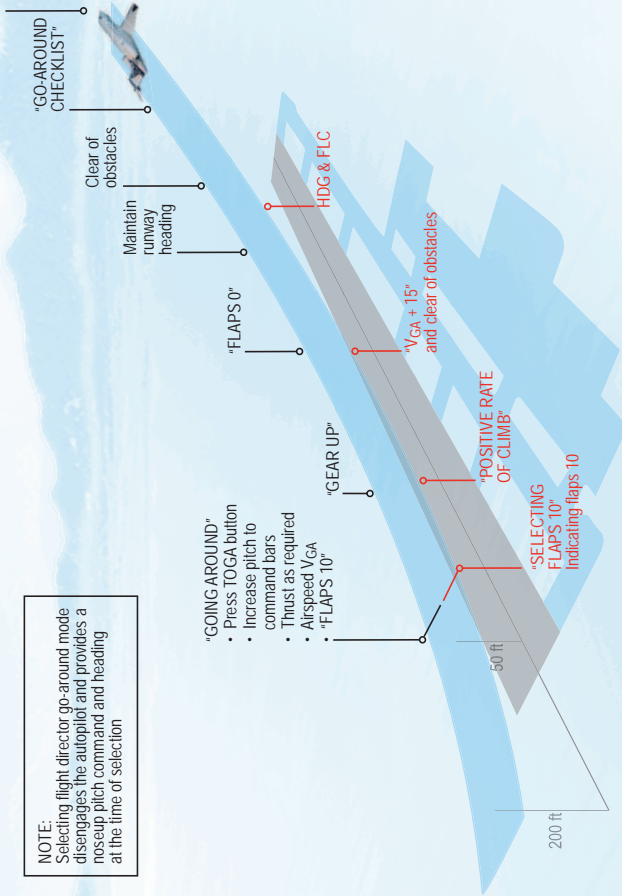 NOTE:
Selecting flight director go-around mode
disengages the autopilot and provides a
noseup pitch command and heading
at the time of selection
200 ft
50 ft
“GOING AROUND”
• Press TOGA button
• Increase pitch to
command bars
• Thrust as required
• Airspeed VGA
• “FLAPS 10”
“SELECTING
FLAPS 10”
Indicating flaps 10
“POSITIVE RATE
OF CLIMB”
“GEAR UP”
“VGA + 15”
and clear of obstacles
“FLAPS 0”
Maintain
runway
heading
HDG & FLC
Clear of
obstacles
“GO-AROUND
CHECKLIST”